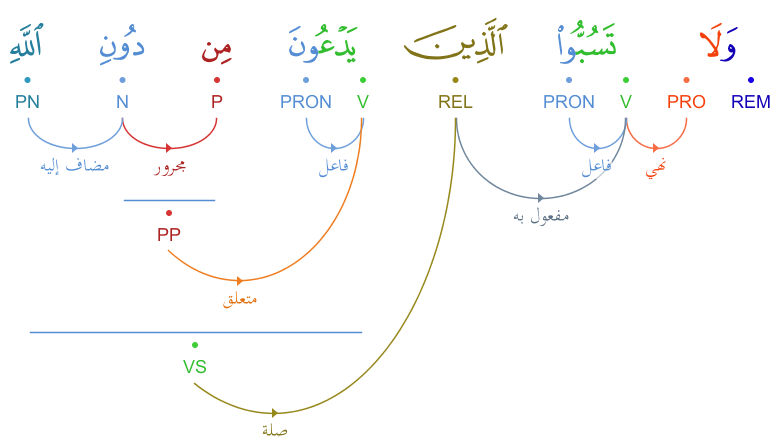 وَلَا تَسُبُّوا۟ ٱلَّذِينَ يَدْعُونَ مِن دُونِ ٱللَّهِ
REM PRO V PRON REL V PRON P N PN
نهي فاعل فاعل مجرور مضاف إليه
مفعول به
PP
متعلق
VS
صلة